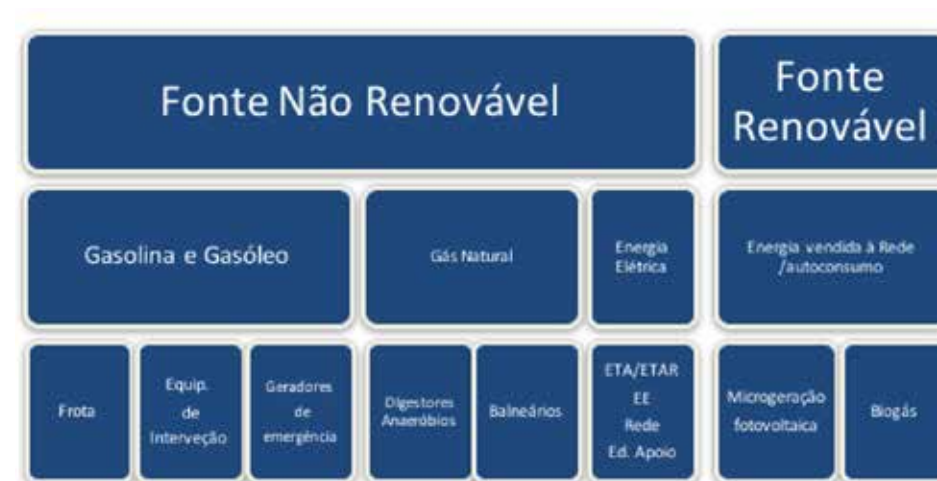 Fonte Não Renovável
Fonte
Renovável
Gasolina e Gasóleo
Gás Natural
Energia
Elétrica
Energia vendida à Rede
/autoconsumo
Frota
Equip.
de
Interveção
Geradores
de
emergência
Digestores
Anaeróbios
Balneários
ETA/ETAR
EE
Rede
Ed. Apoio
Microgeração
fotovoltaica
Biogás